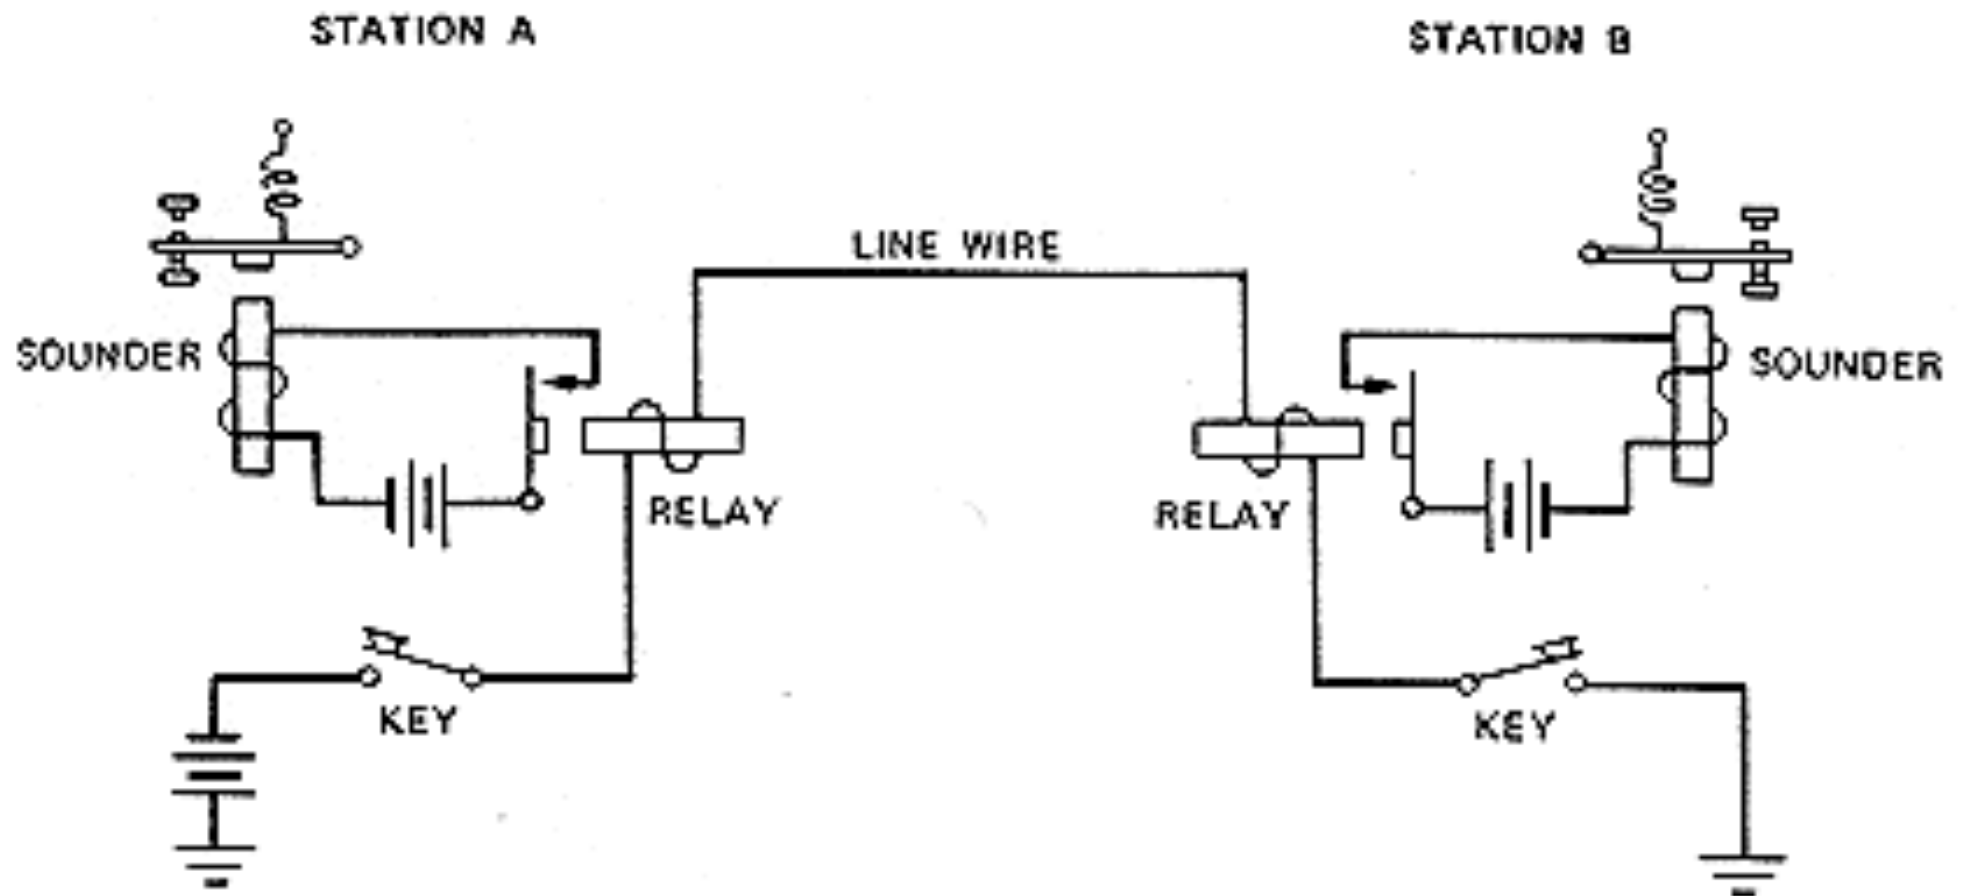 STATION A
STATION B
LINE WIRE
SOUNDER
SOUNDER
RELAY
RELAY
KEY
KEY